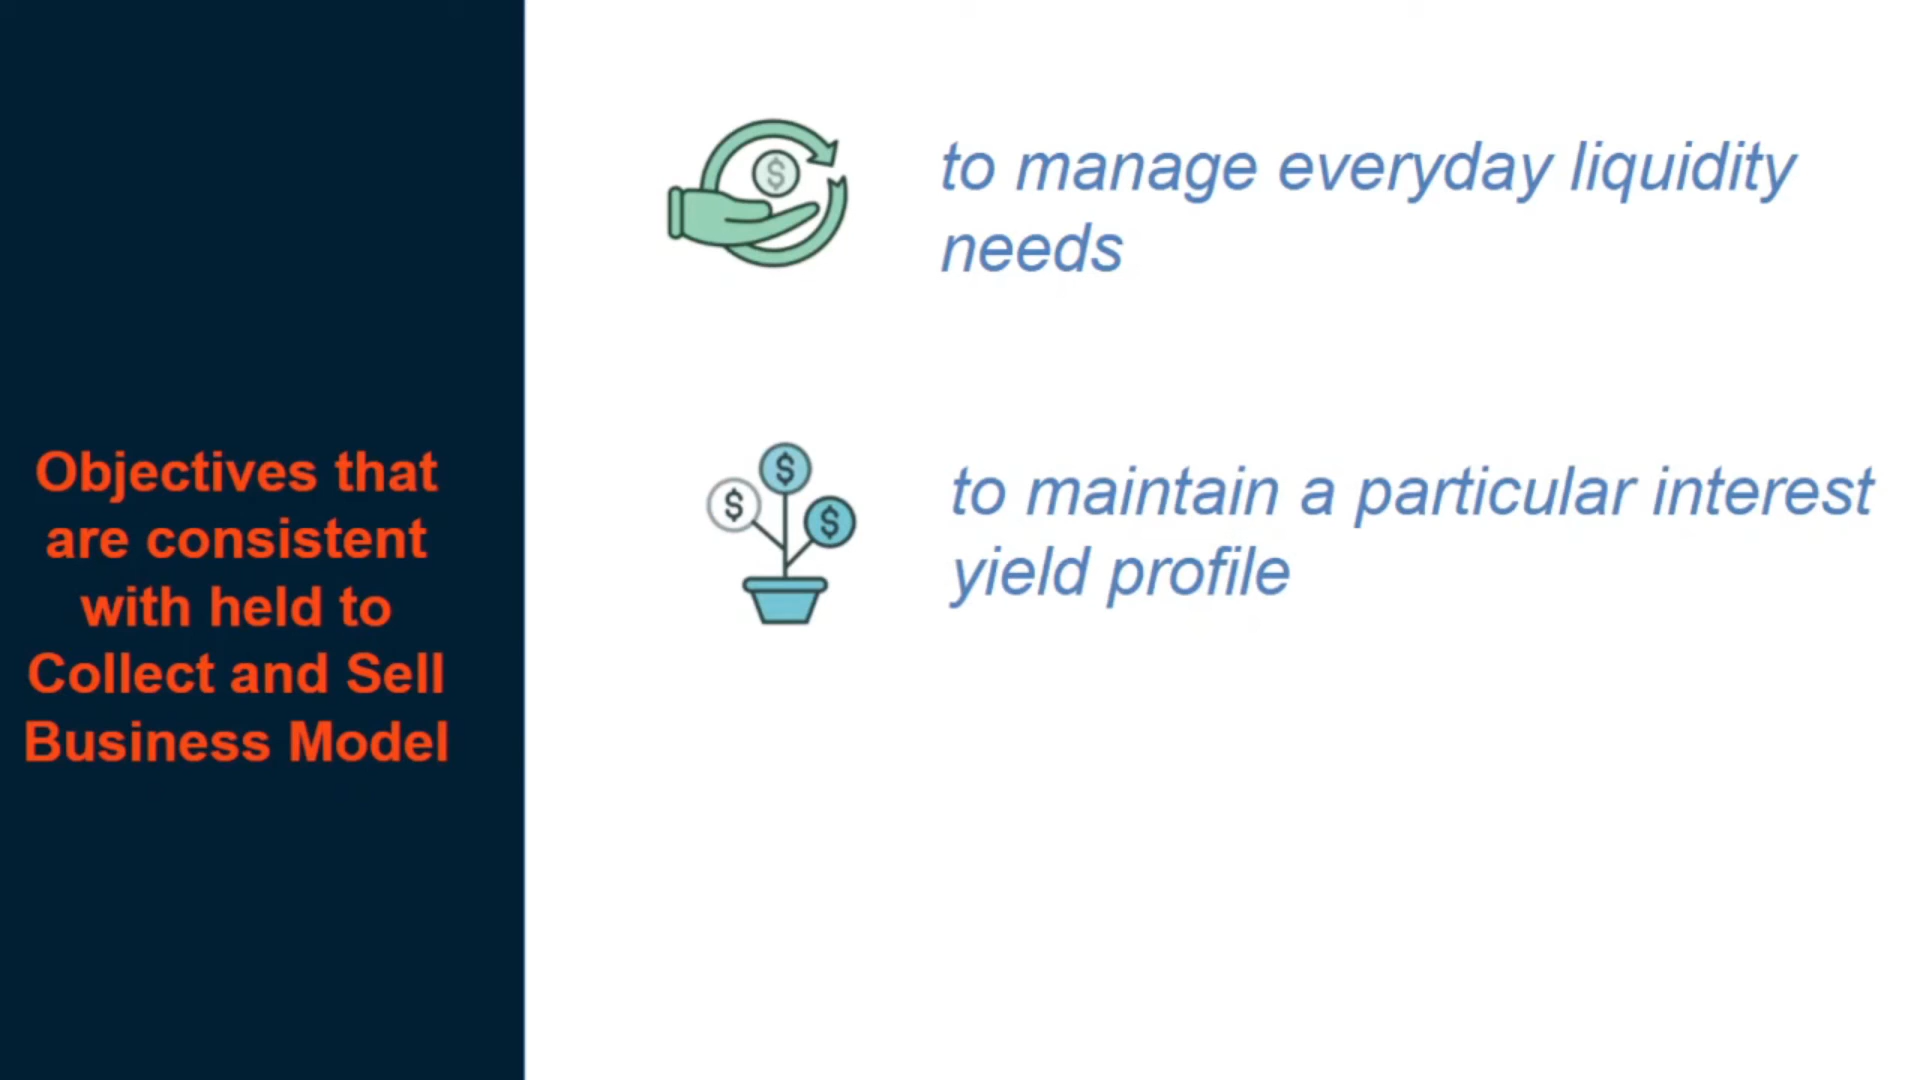 Objectives that
are consistent
with held to
Collect and Sell
Business Model
$
to manage everyday liquidity
needs
$
$
$
to maintain a particular interest
yield profile